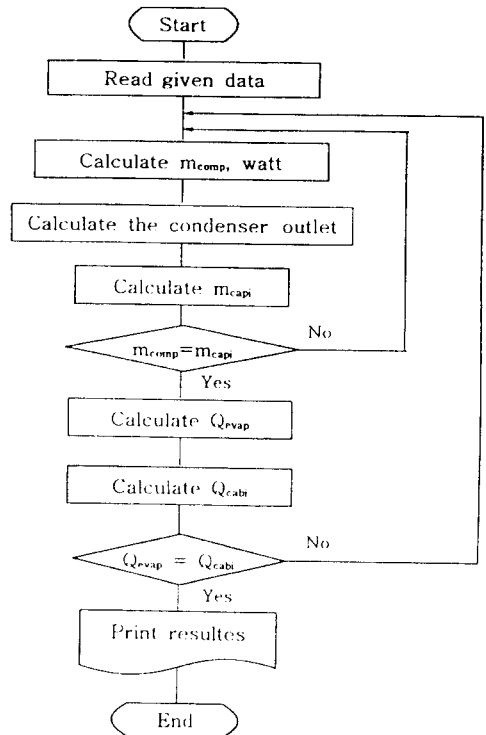 Start
Read given data
Calculate m_comp, watt
Calculate the condenser outlet
Calculate m_capi
m_comp=m_capi
No
Yes
Calculate Q_evap
Calculate Q_cabi
Q_evap = Q_cabi
No
Yes
Print resultes
End